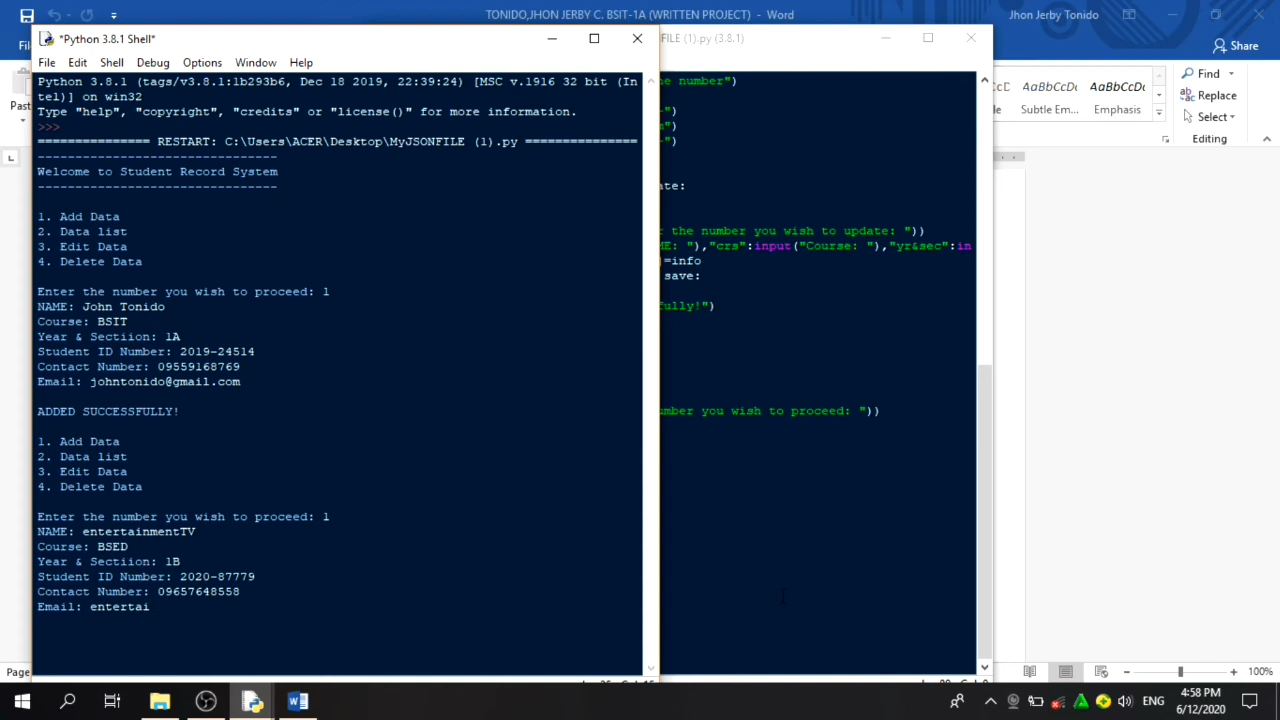 TONIDO,JHON JERBY C. BSIT-1A (WRITTEN PROJECT) - Word
Jhon Jerby Tonido
Share
*Python 3.8.1 Shell*
File Edit Shell Debug Options Window Help
Python 3.8.1 (tags/v3.8.1:1b293b6, Dec 18 2019, 22:39:24) [MSC v.1916 32 bit (In
tel)] on win32
Type "help", "copyright", "credits" or "license()" for more information.
>>>
=============== RESTART: C:\Users\ACER\Desktop\MyJSONFILE (1).py ===============
--------------------------------
Welcome to Student Record System
--------------------------------
1. Add Data
2. Data list
3. Edit Data
4. Delete Data
Enter the number you wish to proceed: 1
NAME: John Tonido
Course: BSIT
Year & Sectiion: 1A
Student ID Number: 2019-24514
Contact Number: 09559168769
Email: johntonido@gmail.com
ADDED SUCCESSFULLY!
1. Add Data
2. Data list
3. Edit Data
4. Delete Data
Enter the number you wish to proceed: 1
NAME: entertainmentTV
Course: BSED
Year & Sectiion: 1B
Student ID Number: 2020-87779
Contact Number: 09657648558
Email: entertai
FILE (1).py (3.8.1)
he number")
")
")
")
ate:
r the number you wish to update: "))
ME: "),"crs":input("Course: "),"yr&sec":in
]=info
save:
fully!")
umber you wish to proceed: "))
Past
AaBbCcDc AaBbCcDc
Subtle Em... Emphasis
Find
Replace
Select
Editing
Page
100%
ENG
4:58 PM
6/12/2020